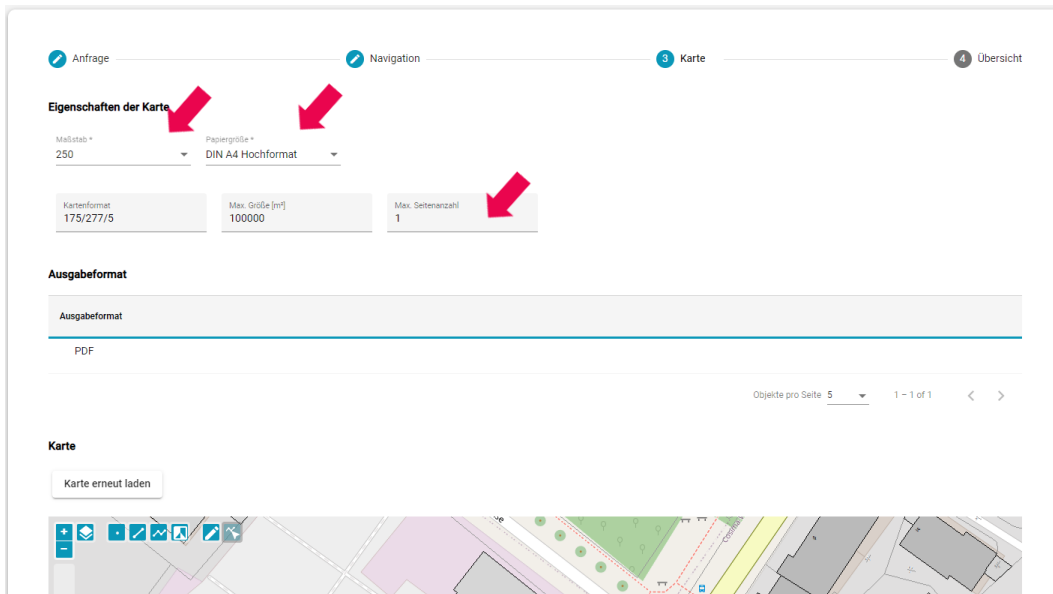 Anfrage
Navigation
3 Karte
4 Übersicht
Eigenschaften der Karte
Maßstab *
250
Papiergröße *
DIN A4 Hochformat
Kartenformat
175/277/5
Max. Größe [m²]
100000
Max. Seitenanzahl
1
Ausgabeformat
Ausgabeformat
PDF
Objekte pro Seite 5 1 – 1 of 1
Karte
Karte erneut laden
+
−